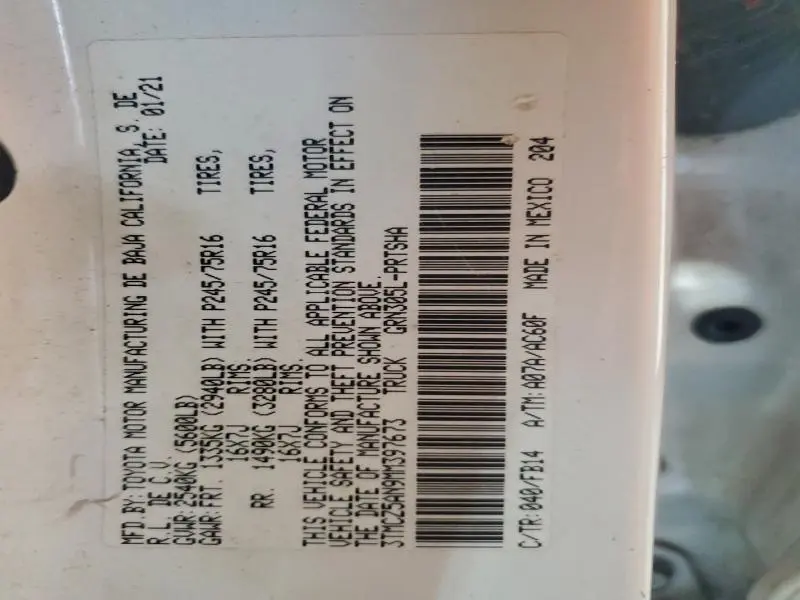 MFD.BY:TOYOTA MOTOR MANUFACTURING DE BAJA CALIFORNIA, S. DE
R.L. DE C.V. DATE: 01/21
GVWR:2540KG (5600LB)
GAWR:FRT. 1335KG (2940LB) WITH P245/75R16 TIRES,
16X7J RIMS.
RR. 1490KG (3280LB) WITH P245/75R16 TIRES,
16X7J RIMS.
THIS VEHICLE CONFORMS TO ALL APPLICABLE FEDERAL MOTOR
VEHICLE SAFETY AND THEFT PREVENTION STANDARDS IN EFFECT ON
THE DATE OF MANUFACTURE SHOWN ABOVE.
3TMCZ5AN9MM397673 TRUCK GRN305L-PRTSHA
C/TR:040/FB14 A/TM:A07A/AC60F MADE IN MEXICO 204